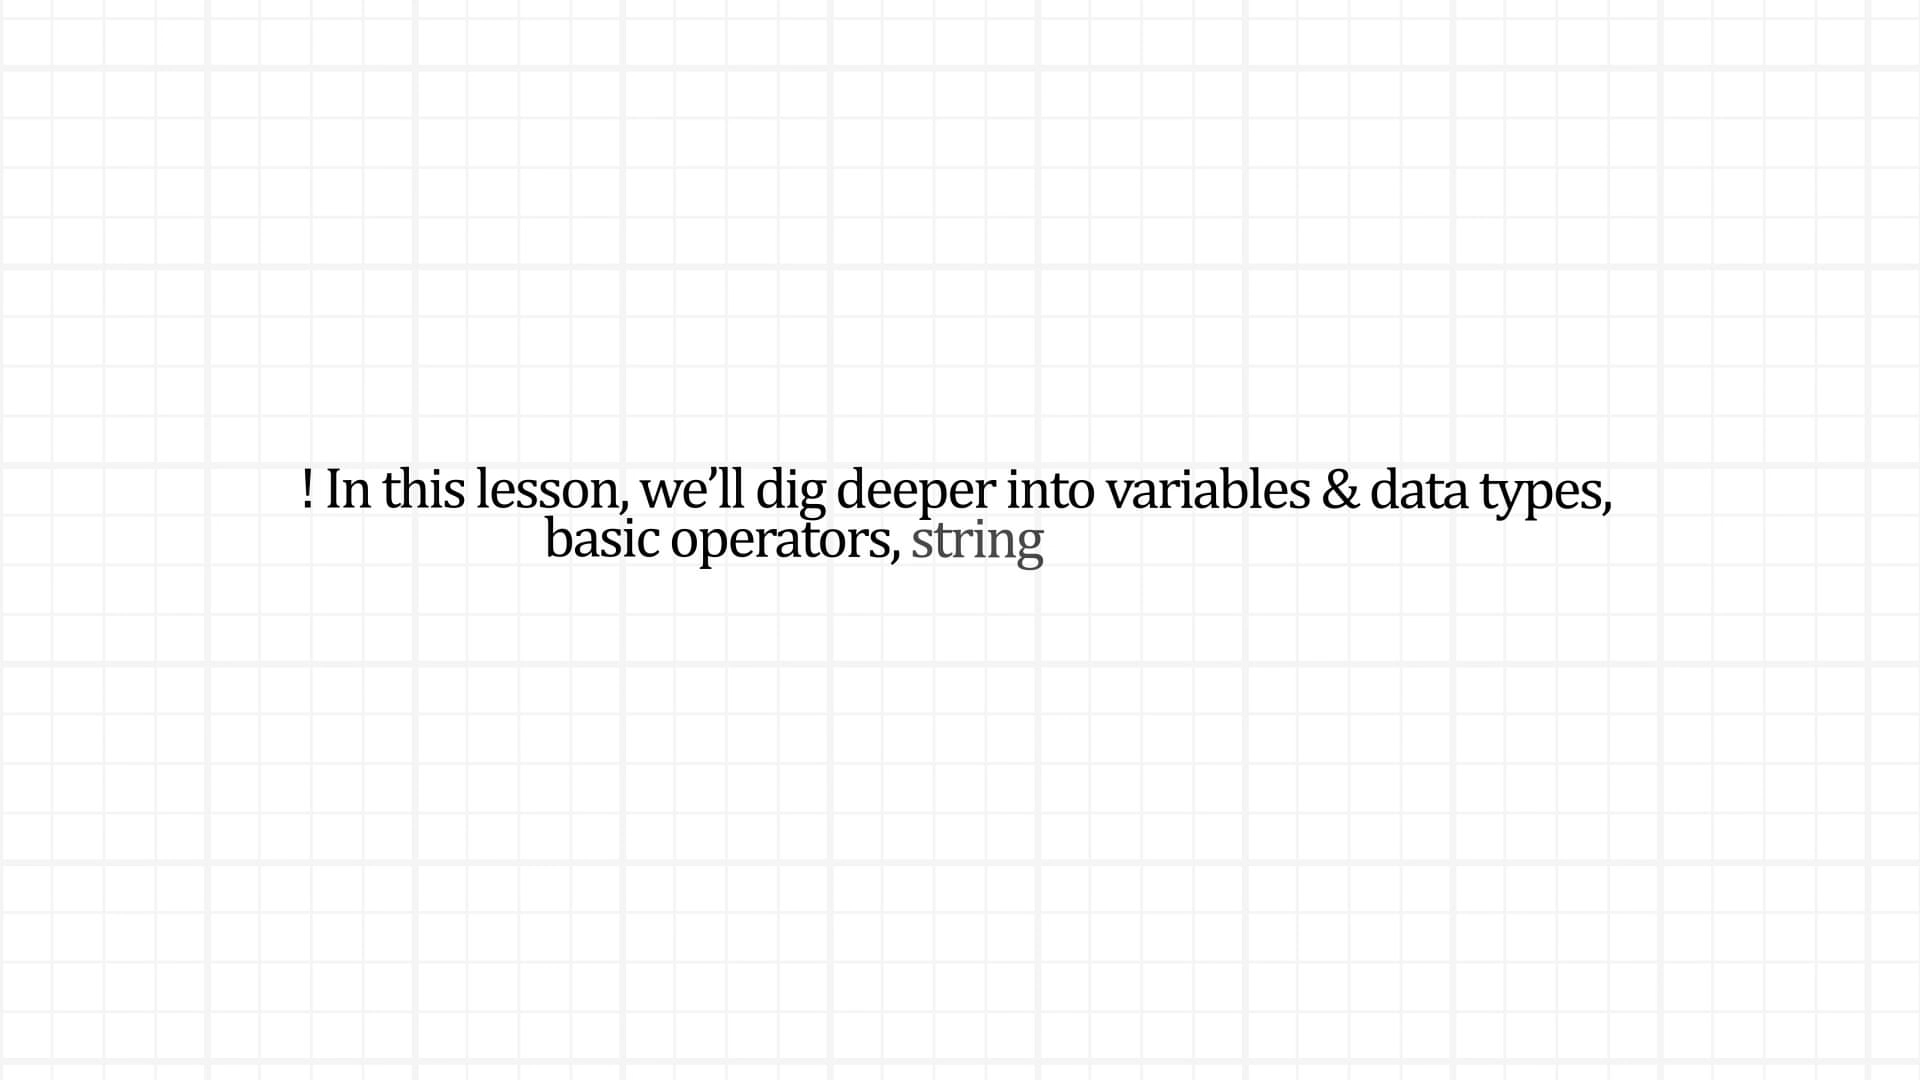 ! In this lesson, we’ll dig deeper into variables & data types,
basic operators, string